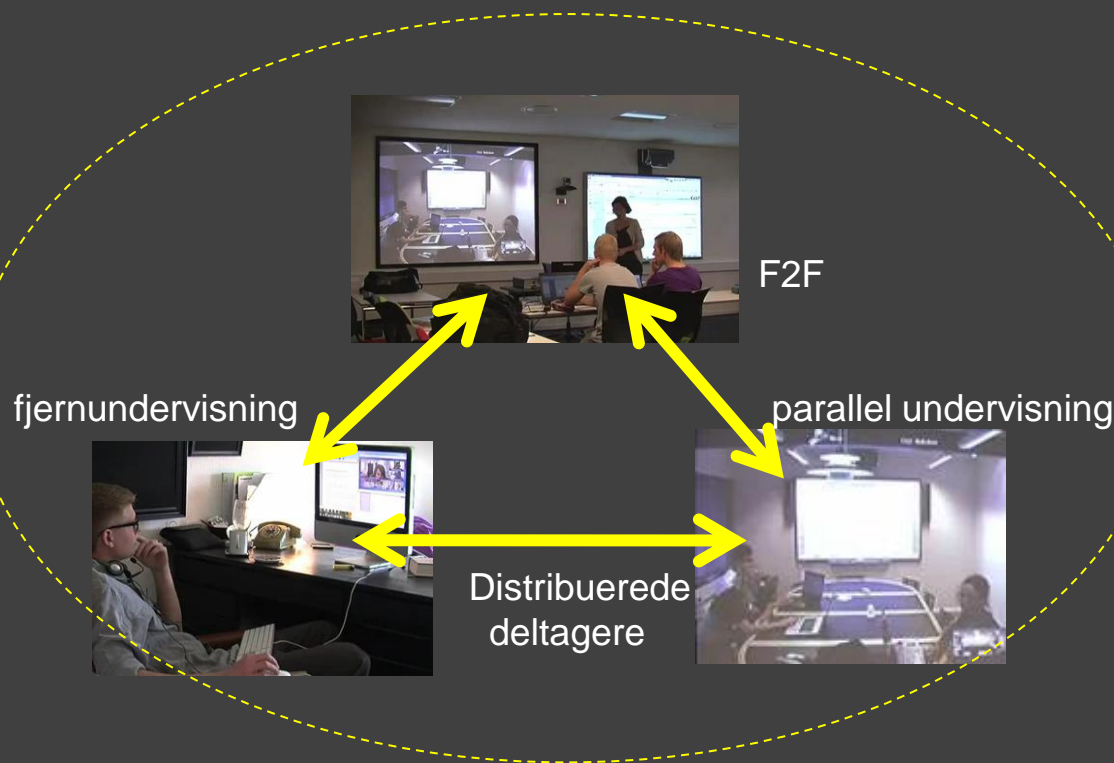 F2F
fjernundervisning
parallel undervisning
Distribuerede
deltagere